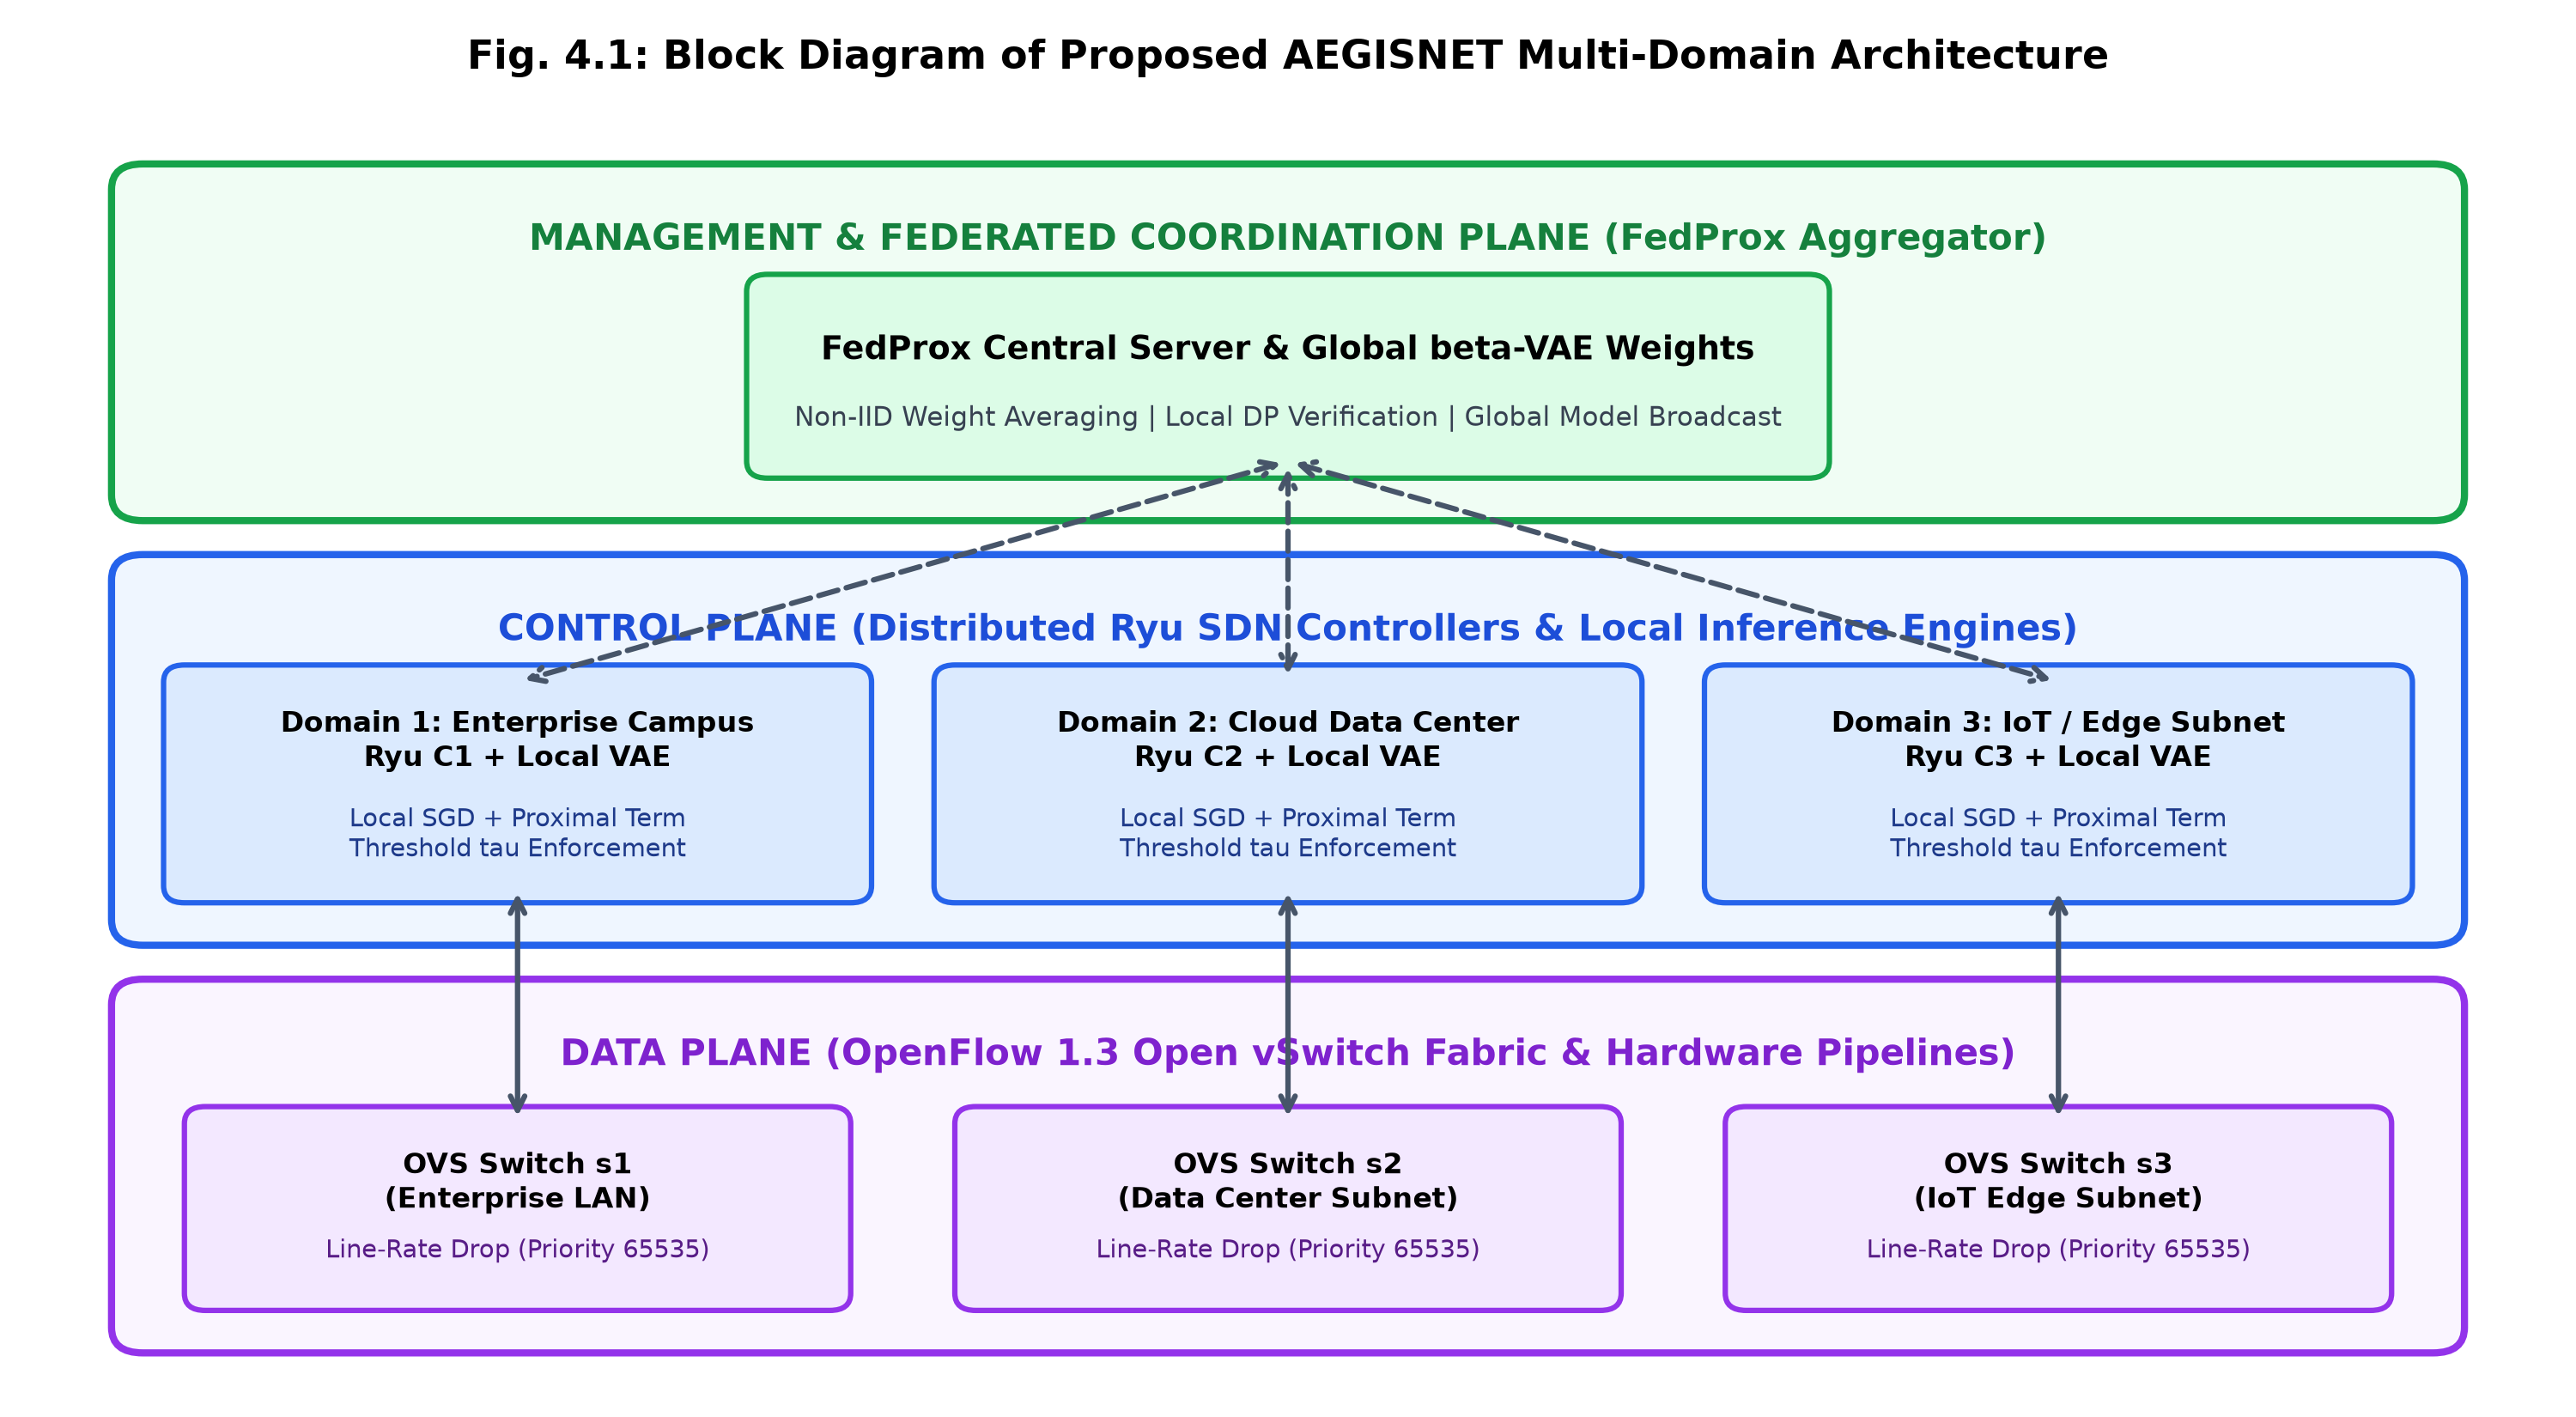 Fig. 4.1: Block Diagram of Proposed AEGISNET Multi-Domain Architecture
MANAGEMENT & FEDERATED COORDINATION PLANE (FedProx Aggregator)
FedProx Central Server & Global beta-VAE Weights
Non-IID Weight Averaging | Local DP Verification | Global Model Broadcast
CONTROL PLANE (Distributed Ryu SDN Controllers & Local Inference Engines)
Domain 1: Enterprise Campus
Ryu C1 + Local VAE
Local SGD + Proximal Term
Threshold tau Enforcement
Domain 2: Cloud Data Center
Ryu C2 + Local VAE
Local SGD + Proximal Term
Threshold tau Enforcement
Domain 3: IoT / Edge Subnet
Ryu C3 + Local VAE
Local SGD + Proximal Term
Threshold tau Enforcement
DATA PLANE (OpenFlow 1.3 Open vSwitch Fabric & Hardware Pipelines)
OVS Switch s1
(Enterprise LAN)
Line-Rate Drop (Priority 65535)
OVS Switch s2
(Data Center Subnet)
Line-Rate Drop (Priority 65535)
OVS Switch s3
(IoT Edge Subnet)
Line-Rate Drop (Priority 65535)